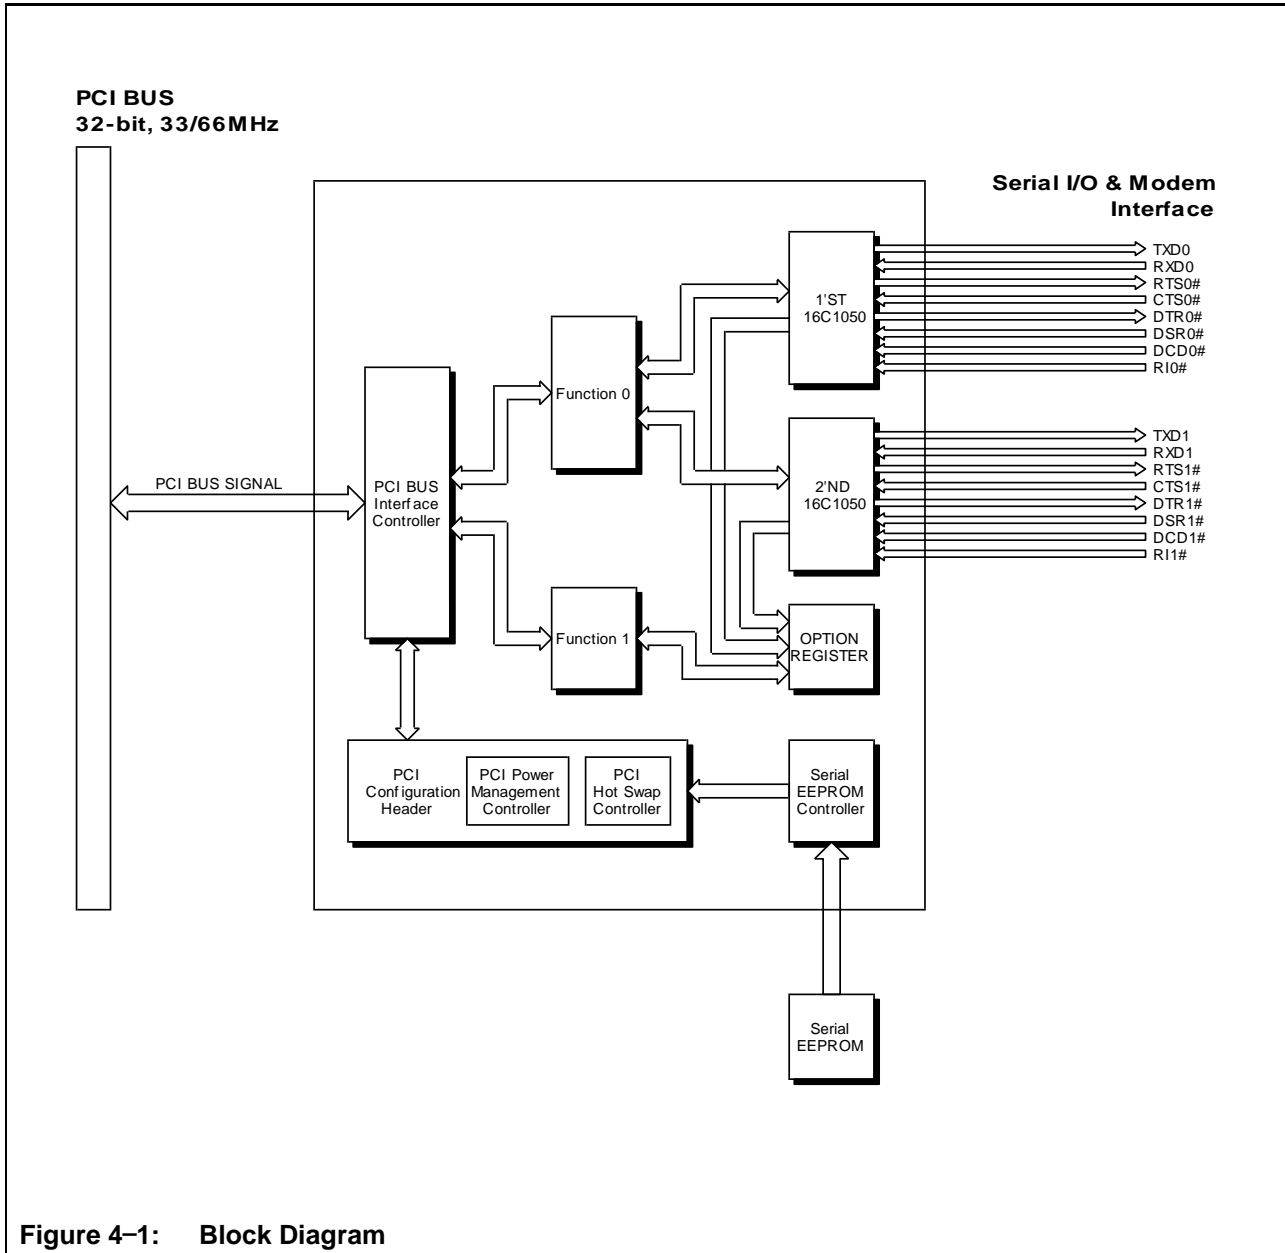 PCI BUS
32-bit, 33/66MHz
Serial I/O & Modem
Interface
TXD0
RXD0
RTS0#
CTS0#
DTR0#
DSR0#
DCD0#
RI0#
1'ST
16C1050
Function 0
TXD1
RXD1
RTS1#
CTS1#
DTR1#
DSR1#
DCD1#
RI1#
2'ND
16C1050
PCI BUS SIGNAL
PCI BUS
Interface
Controller
Function 1
OPTION
REGISTER
PCI
Configuration
Header
PCI Power
Management
Controller
PCI
Hot Swap
Controller
Serial
EEPROM
Controller
Serial
EEPROM
Figure 4–1: Block Diagram